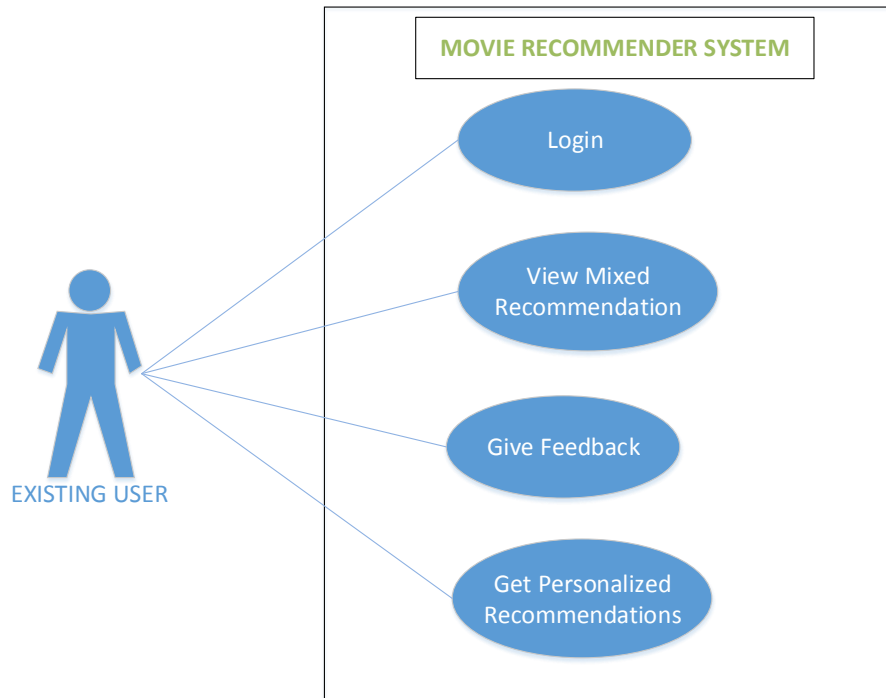 MOVIE RECOMMENDER SYSTEM
Login
View Mixed
Recommendation
Give Feedback
EXISTING USER
Get Personalized
Recommendations